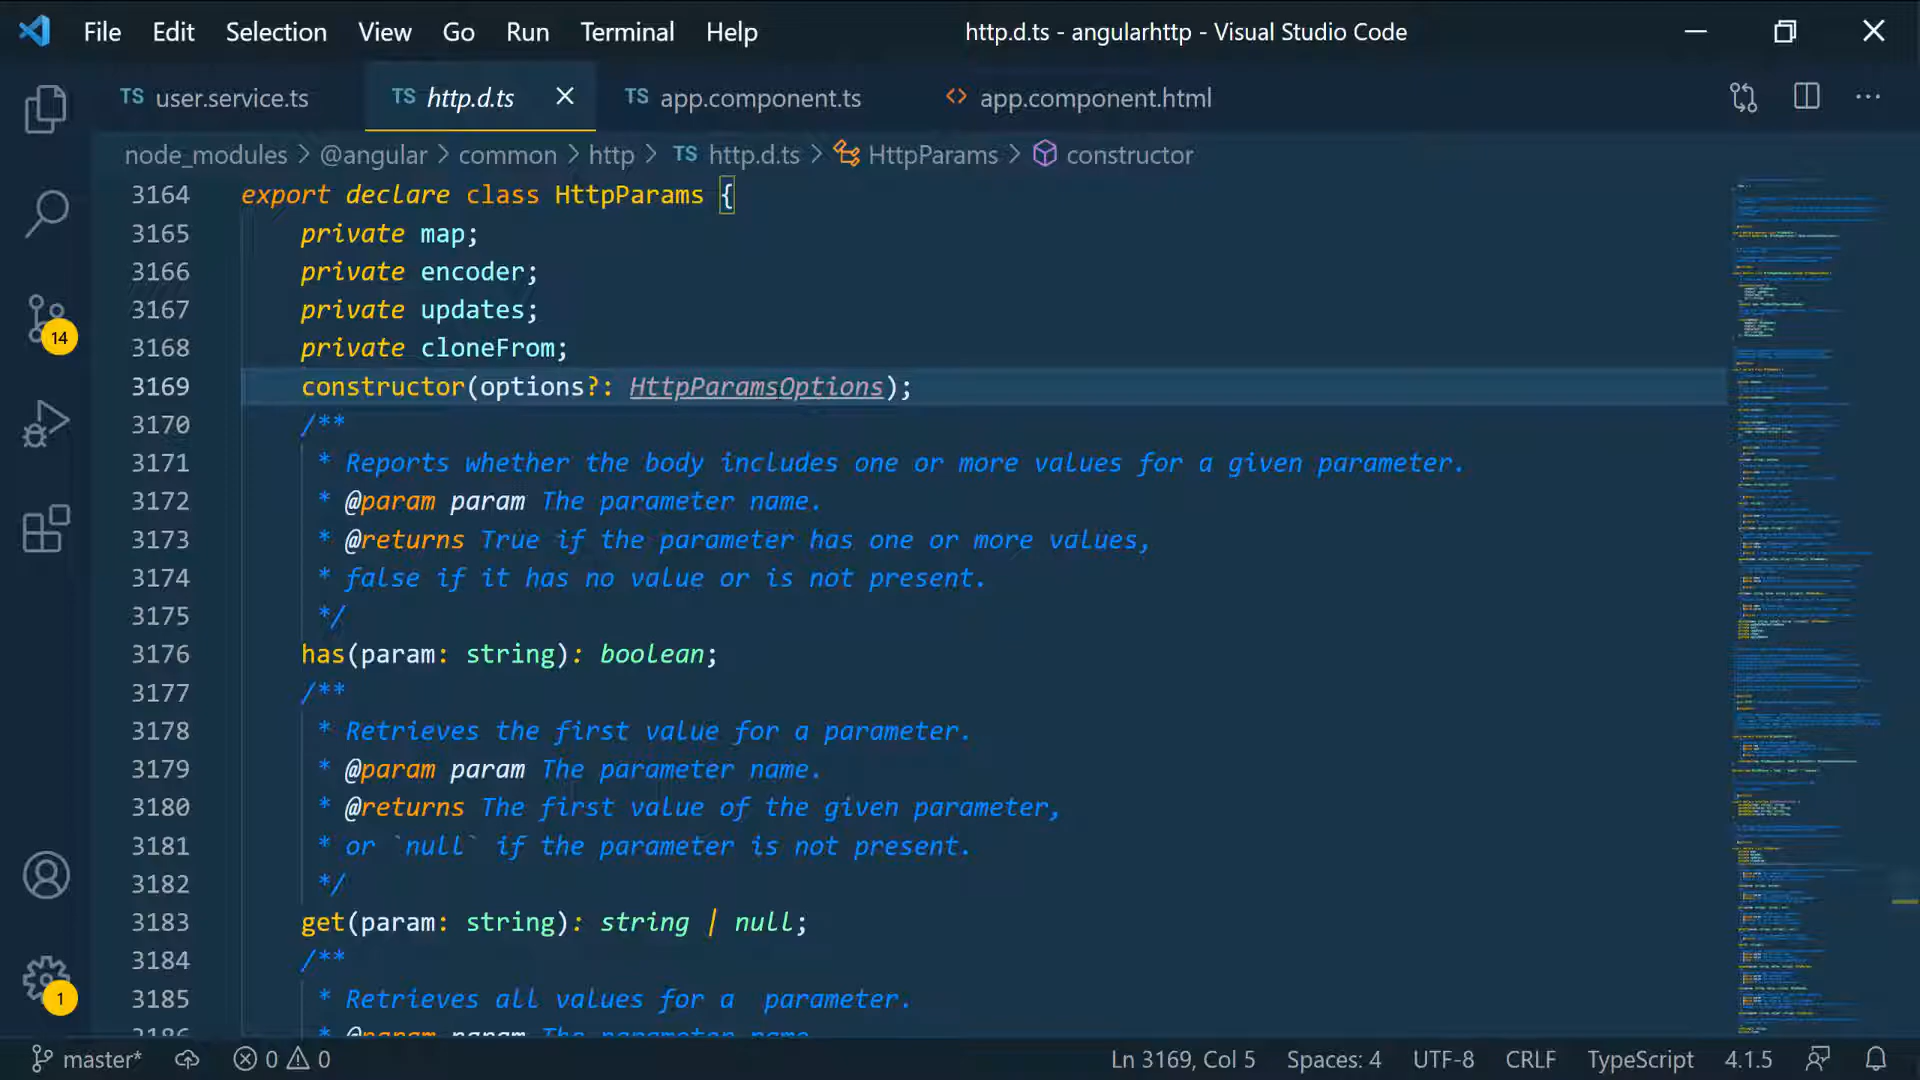 File Edit Selection View Go Run Terminal Help http.d.ts - angularhttp - Visual Studio Code
TS user.service.ts TS http.d.ts TS app.component.ts <> app.component.html
node_modules > @angular > common > http > TS http.d.ts > HttpParams > constructor
3164 export declare class HttpParams {
3165 private map;
3166 private encoder;
3167 private updates;
3168 private cloneFrom;
3169 constructor(options?: HttpParamsOptions);
3170 /**
3171 * Reports whether the body includes one or more values for a given parameter.
3172 * @param param The parameter name.
3173 * @returns True if the parameter has one or more values,
3174 * false if it has no value or is not present.
3175 */
3176 has(param: string): boolean;
3177 /**
3178 * Retrieves the first value for a parameter.
3179 * @param param The parameter name.
3180 * @returns The first value of the given parameter,
3181 * or `null` if the parameter is not present.
3182 */
3183 get(param: string): string | null;
3184 /**
3185 * Retrieves all values for a  parameter.
3186 * @param param The parameter name.
14
1
master* 0 0 Ln 3169, Col 5 Spaces: 4 UTF-8 CRLF TypeScript 4.1.5